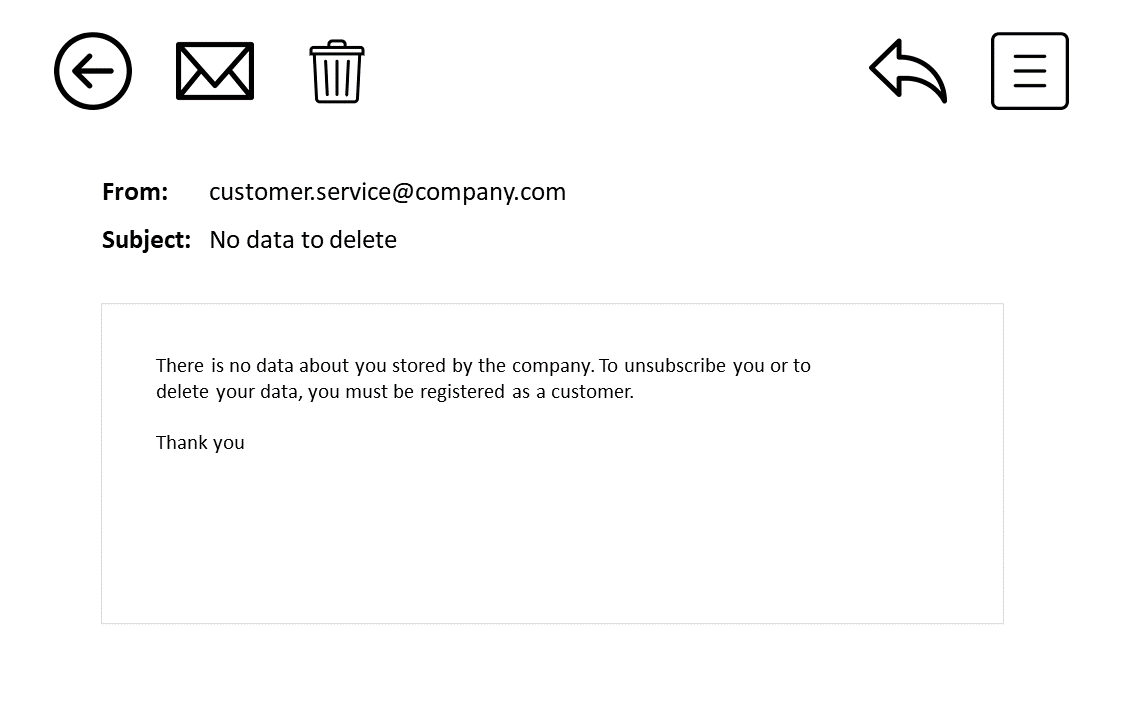 From: customer.service@company.com
Subject: No data to delete
There is no data about you stored by the company. To unsubscribe you or to
delete your data, you must be registered as a customer.
Thank you